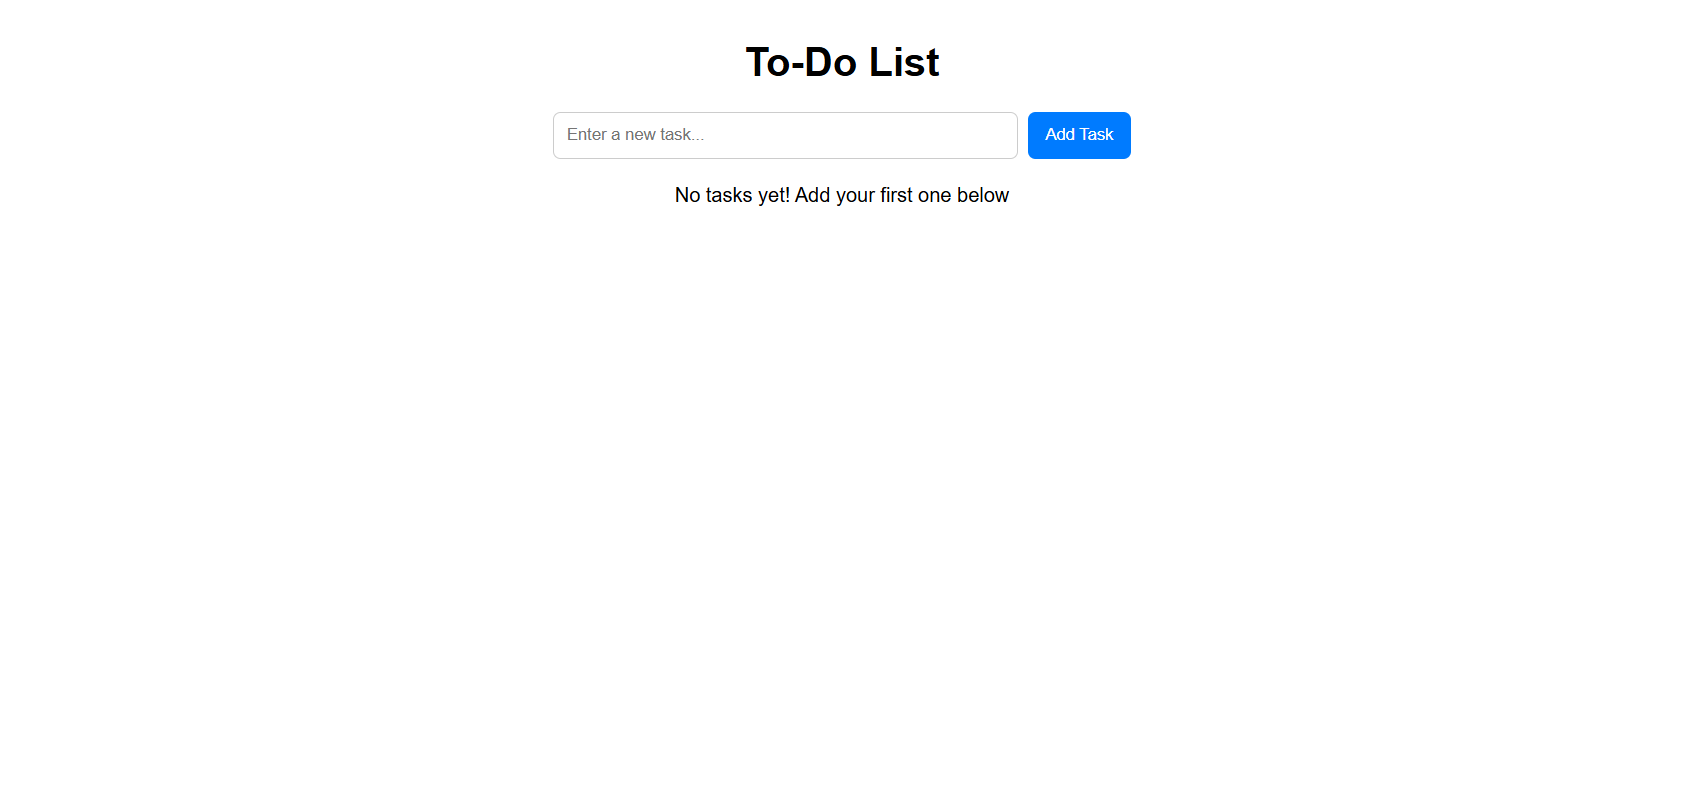 To-Do List
Enter a new task...
Add Task
No tasks yet! Add your first one below